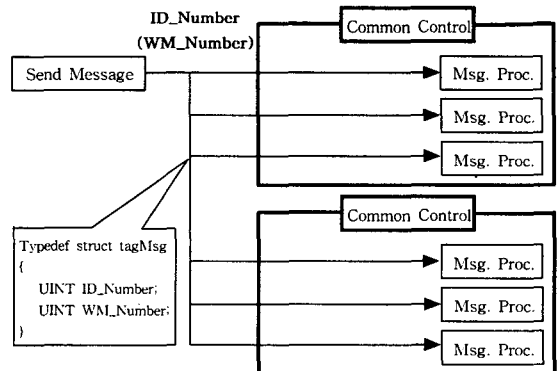 ID_Number
(WM_Number)
Common Control
Send Message
Msg. Proc.
Msg. Proc.
Msg. Proc.
Common Control
Typedef struct tagMsg
{
UINT ID_Number;
UINT WM_Number;
}
Msg. Proc.
Msg. Proc.
Msg. Proc.